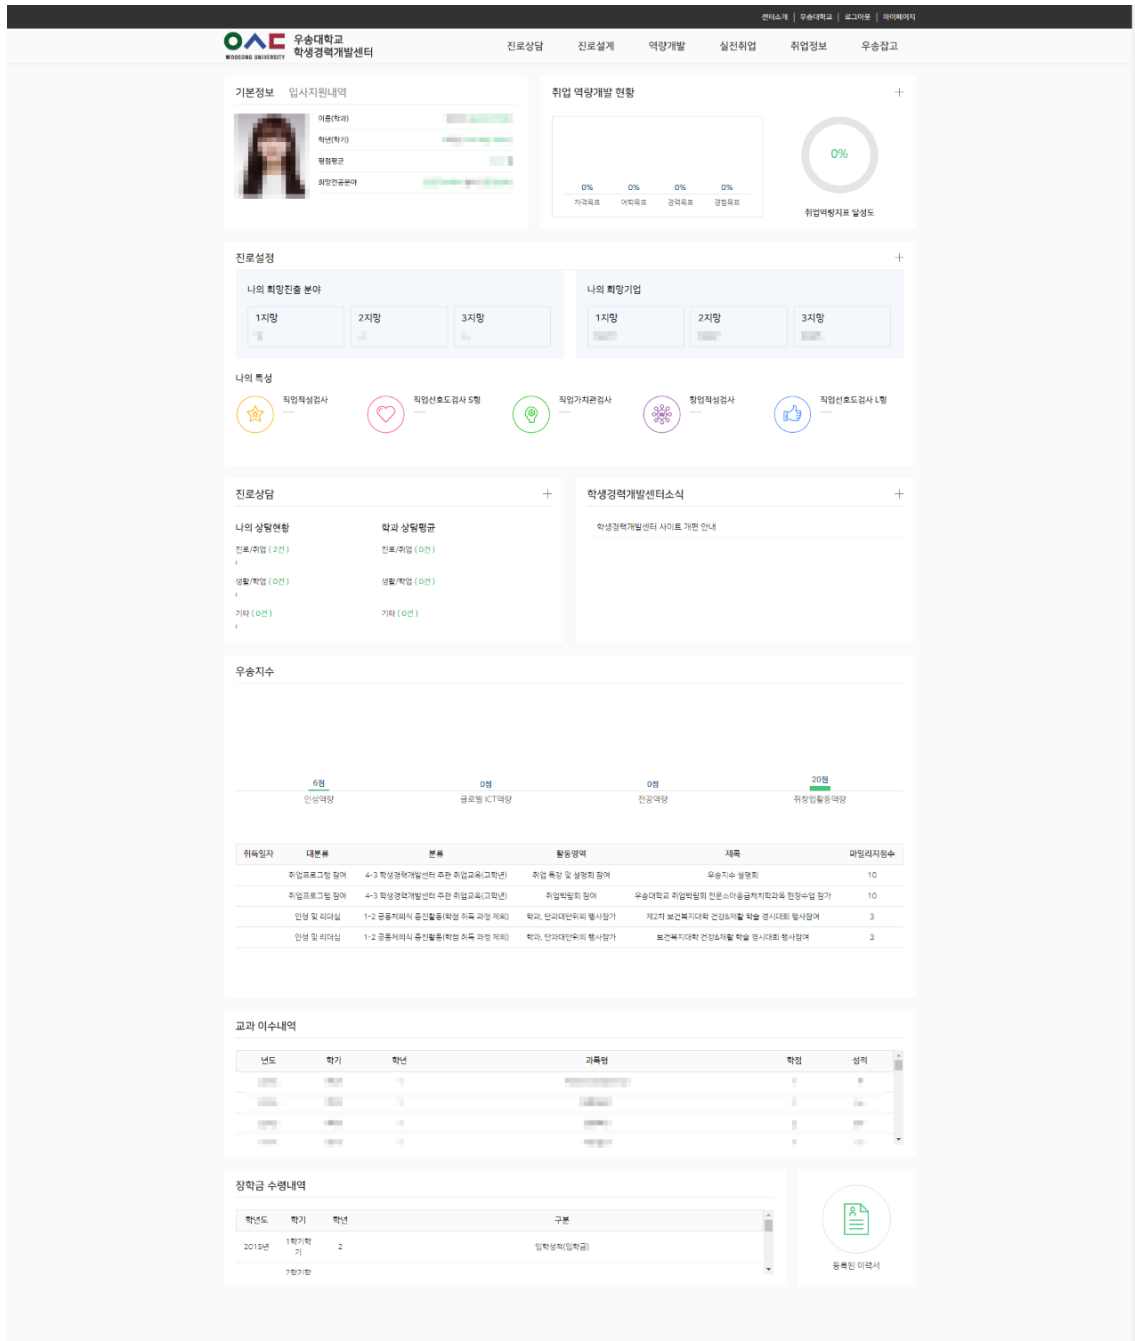 센터소개 | 우송대학교 | 로그아웃 | 마이페이지
WOOSONG UNIVERSITY
우송대학교
학생경력개발센터
진로상담 진로설계 역량개발 실전취업 취업정보 우송잡고
기본정보 입사지원내역
이름(학과)
학년(학기)
평점평균
희망전공분야
취업 역량개발 현황
0% 0% 0% 0%
자격목표 어학목표 경력목표 경험목표
0%
취업역량지표 달성도
진로설정
나의 희망진출 분야
1지망 2지망 3지망
나의 희망기업
1지망 2지망 3지망
나의 특성
직업적성검사
직업선호도검사 S형
직업가치관검사
창업적성검사
직업선호도검사 L형
진로상담
나의 상담현황 학과 상담평균
진로/취업 ( 2건 ) 진로/취업 ( 0건 )
생활/학업 ( 0건 ) 생활/학업 ( 0건 )
기타 ( 0건 ) 기타 ( 0건 )
학생경력개발센터소식
학생경력개발센터 사이트 개편 안내
우송지수
6점 0점 0점 20점
인성역량 글로벌 ICT역량 전공역량 취창업활동역량
취득일자 대분류 분류 활동영역 제목 마일리지점수
취업프로그램 참여 4-3 학생경력개발센터 주관 취업교육(고학년) 취업 특강 및 설명회 참여 우송지수 설명회 10
취업프로그램 참여 4-3 학생경력개발센터 주관 취업교육(고학년) 취업박람회 참여 우송대학교 취업박람회 전문소아응급처치학과목 현장수업 참가 10
인성 및 리더십 1-2 공동체의식 증진활동(학점 취득 과정 제외) 학과, 단과대단위의 행사참가 제2차 보건복지대학 건강&재활 학술 경시대회 행사참여 3
인성 및 리더십 1-2 공동체의식 증진활동(학점 취득 과정 제외) 학과, 단과대단위의 행사참가 보건복지대학 건강&재활 학술 경시대회 행사참여 3
교과 이수내역
년도 학기 학년 과목명 학점 성적
장학금 수령내역
학년도 학기 학년 구분
2015년 1학기학기 2 입학성적(입학금)
2학기학
등록된 이력서